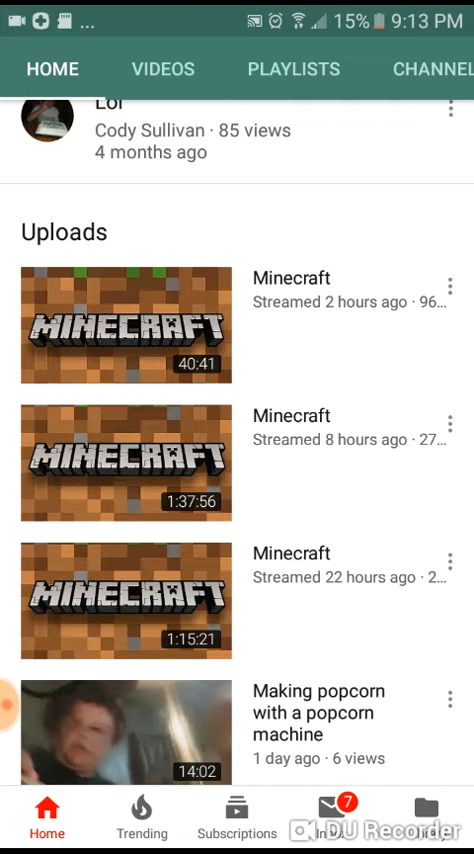 ... 15% 9:13 PM
HOME VIDEOS PLAYLISTS CHANNEL
Lol
Cody Sullivan · 85 views
4 months ago
Uploads
MINECRAFT
40:41
Minecraft
Streamed 2 hours ago · 96...
MINECRAFT
1:37:56
Minecraft
Streamed 8 hours ago · 27...
MINECRAFT
1:15:21
Minecraft
Streamed 22 hours ago · 2...
14:02
Making popcorn
with a popcorn
machine
1 day ago · 6 views
7
Home Trending Subscriptions
DU Recorder